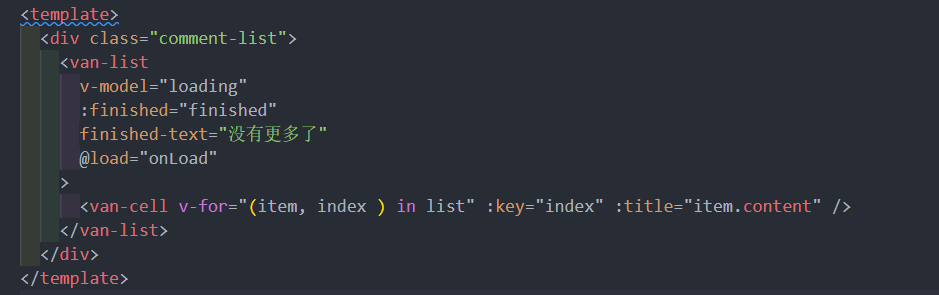 <template>
<div class="comment-list">
<van-list
v-model="loading"
:finished="finished"
finished-text="没有更多了"
@load="onLoad"
>
<van-cell v-for="(item, index ) in list" :key="index" :title="item.content" />
</van-list>
</div>
</template>